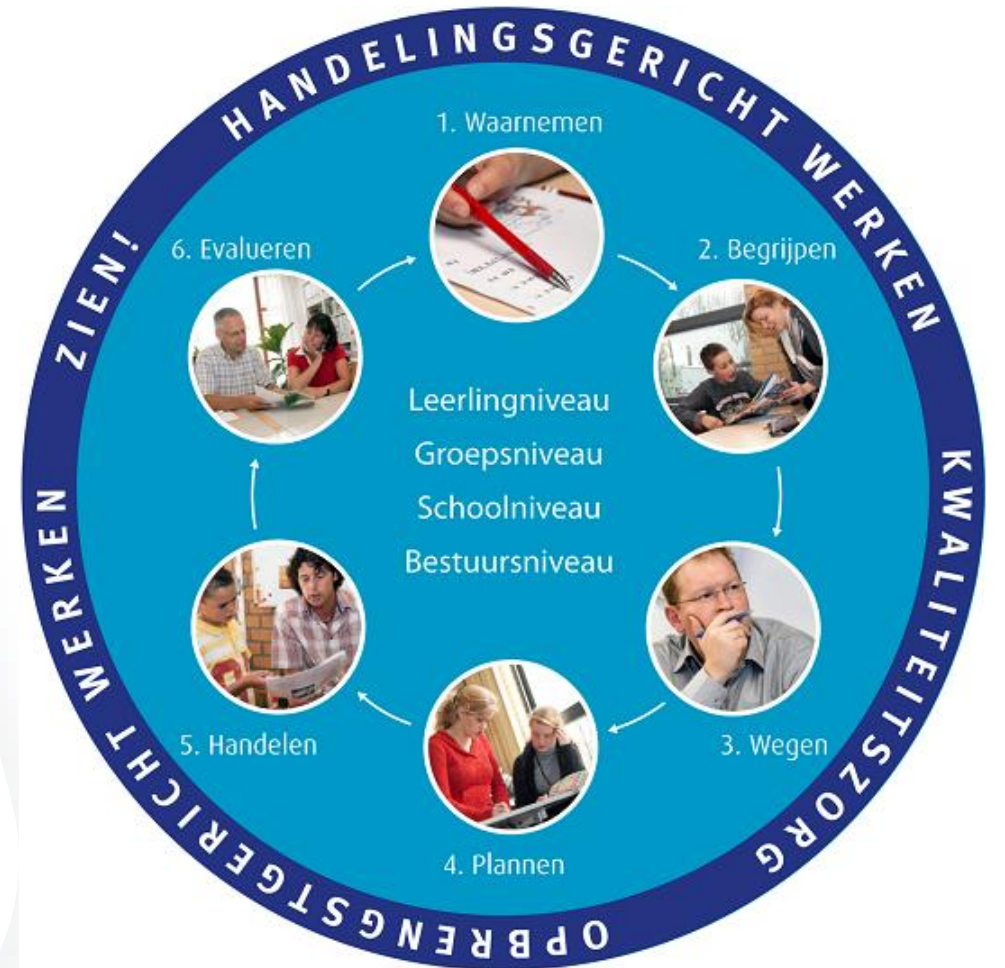 ZIEN!
HANDELINGSGERICHT WERKEN
KWALITEITSZORG
OPBRENGSTGERICHT WERKEN
1. Waarnemen
2. Begrijpen
3. Wegen
4. Plannen
5. Handelen
6. Evalueren
Leerlingniveau
Groepsniveau
Schoolniveau
Bestuursniveau